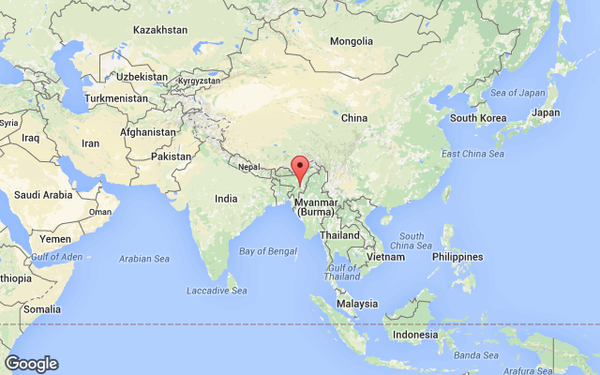 Kazakhstan
Mongolia
Uzbekistan
Kyrgyzstan
Turkmenistan
Sea of Japan
Syria
Afghanistan
China
South Korea
Japan
Iraq
Iran
Pakistan
Nepal
East China Sea
Saudi Arabia
India
Myanmar
(Burma)
Oman
Yemen
Thailand
South
China Sea
Gulf of Aden
Arabian Sea
Bay of Bengal
Vietnam
Philippines
Gulf of
Thailand
Ethiopia
Laccadive Sea
Somalia
Malaysia
Indonesia
Banda Sea
Google
Arafura Sea